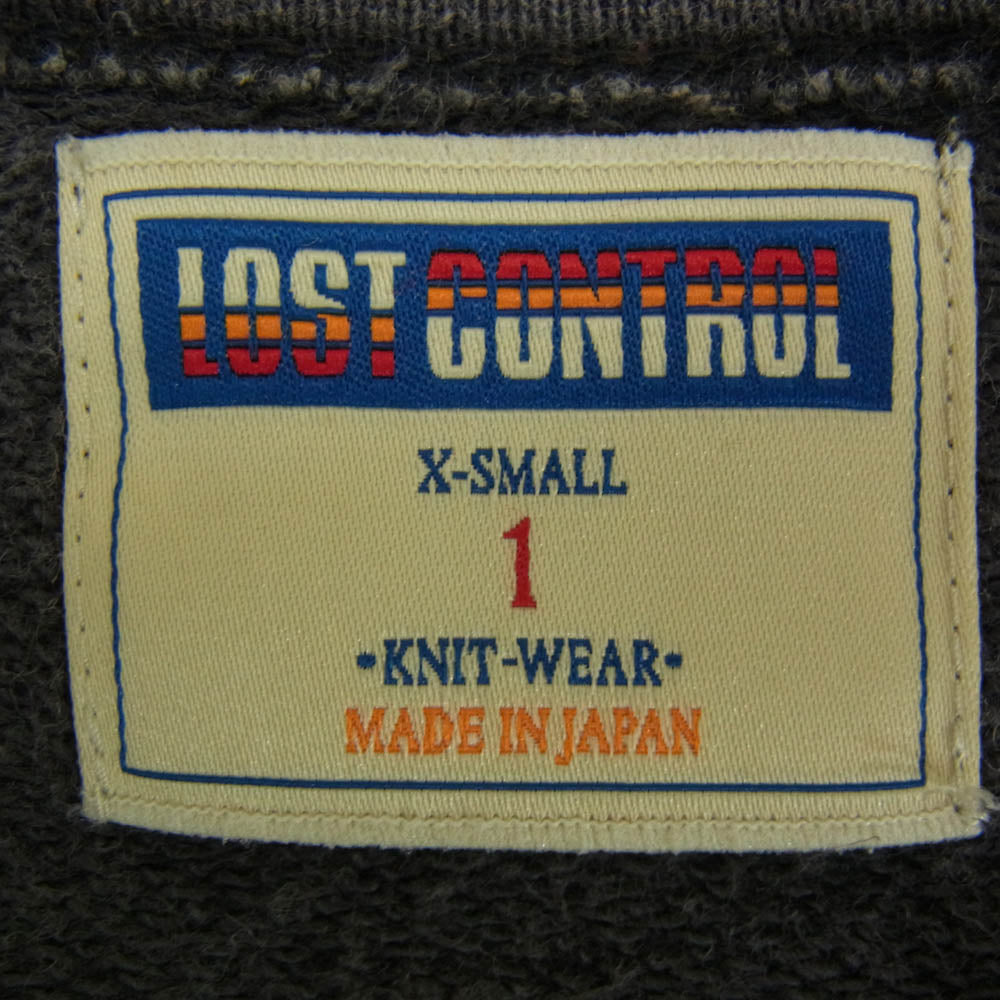 LOST CONTROL
X-SMALL
1
•KNIT-WEAR•
MADE IN JAPAN